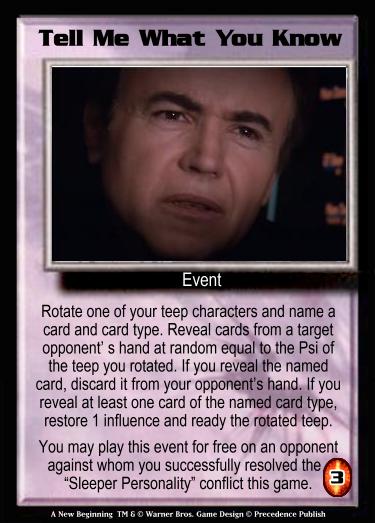 Tell Me What You Know
Event
Rotate one of your teep characters and name a
card and card type. Reveal cards from a target
opponent' s hand at random equal to the Psi of
the teep you rotated. If you reveal the named
card, discard it from your opponent's hand. If you
reveal at least one card of the named card type,
restore 1 influence and ready the rotated teep.
You may play this event for free on an opponent
against whom you successfully resolved the
“Sleeper Personality” conflict this game.
3
A New Beginning TM & © Warner Bros. Game Design © Precedence Publish